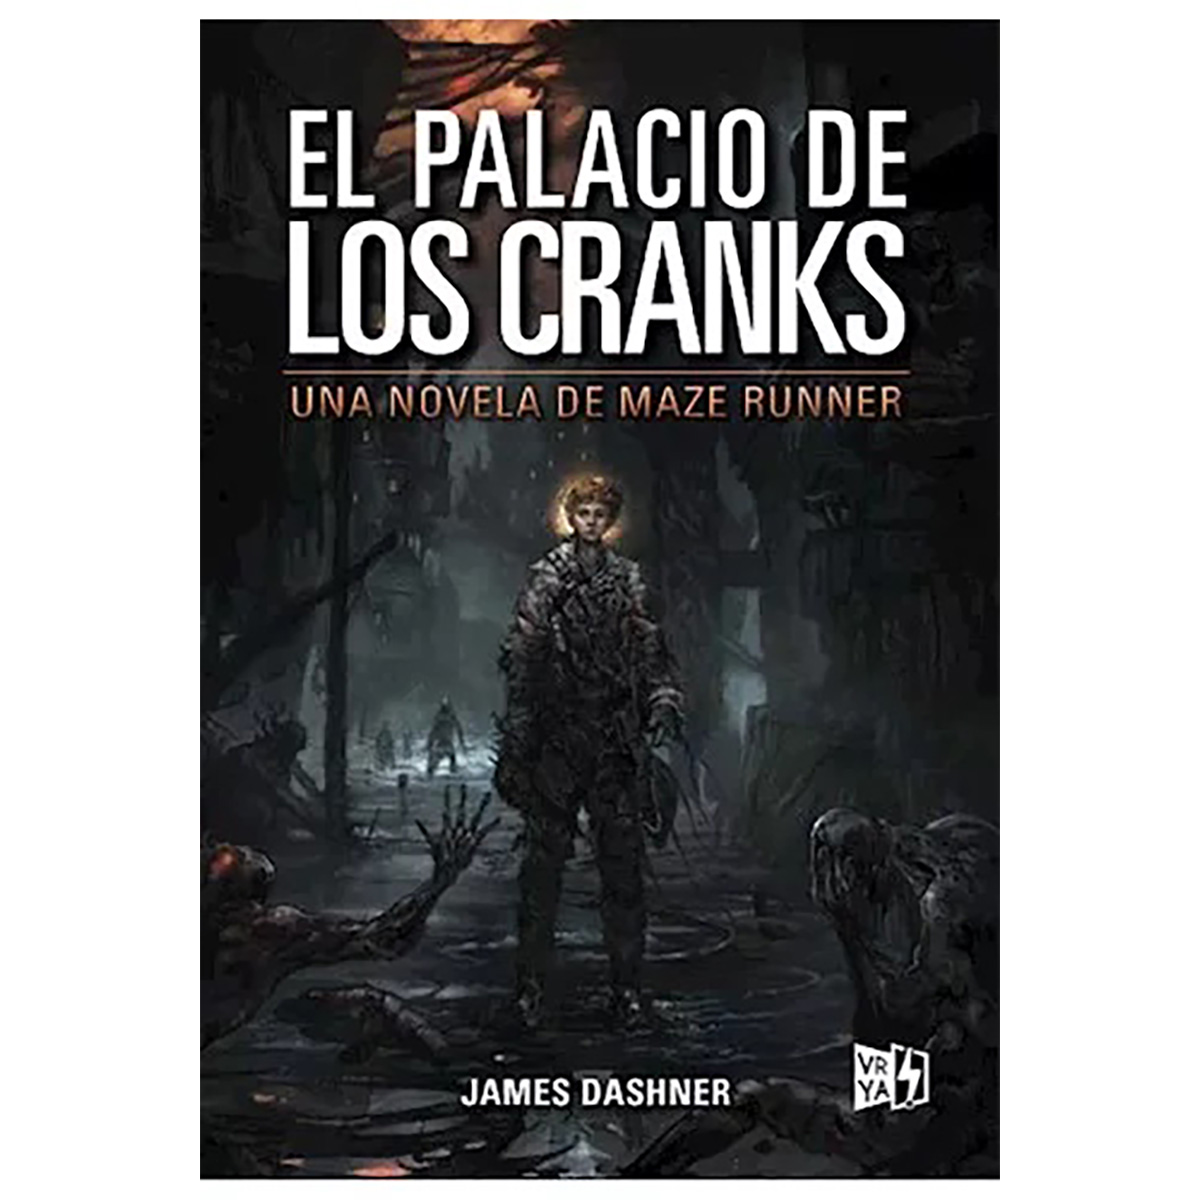 EL PALACIO DE
LOS CRANKS
UNA NOVELA DE MAZE RUNNER
JAMES DASHNER
VR
YA